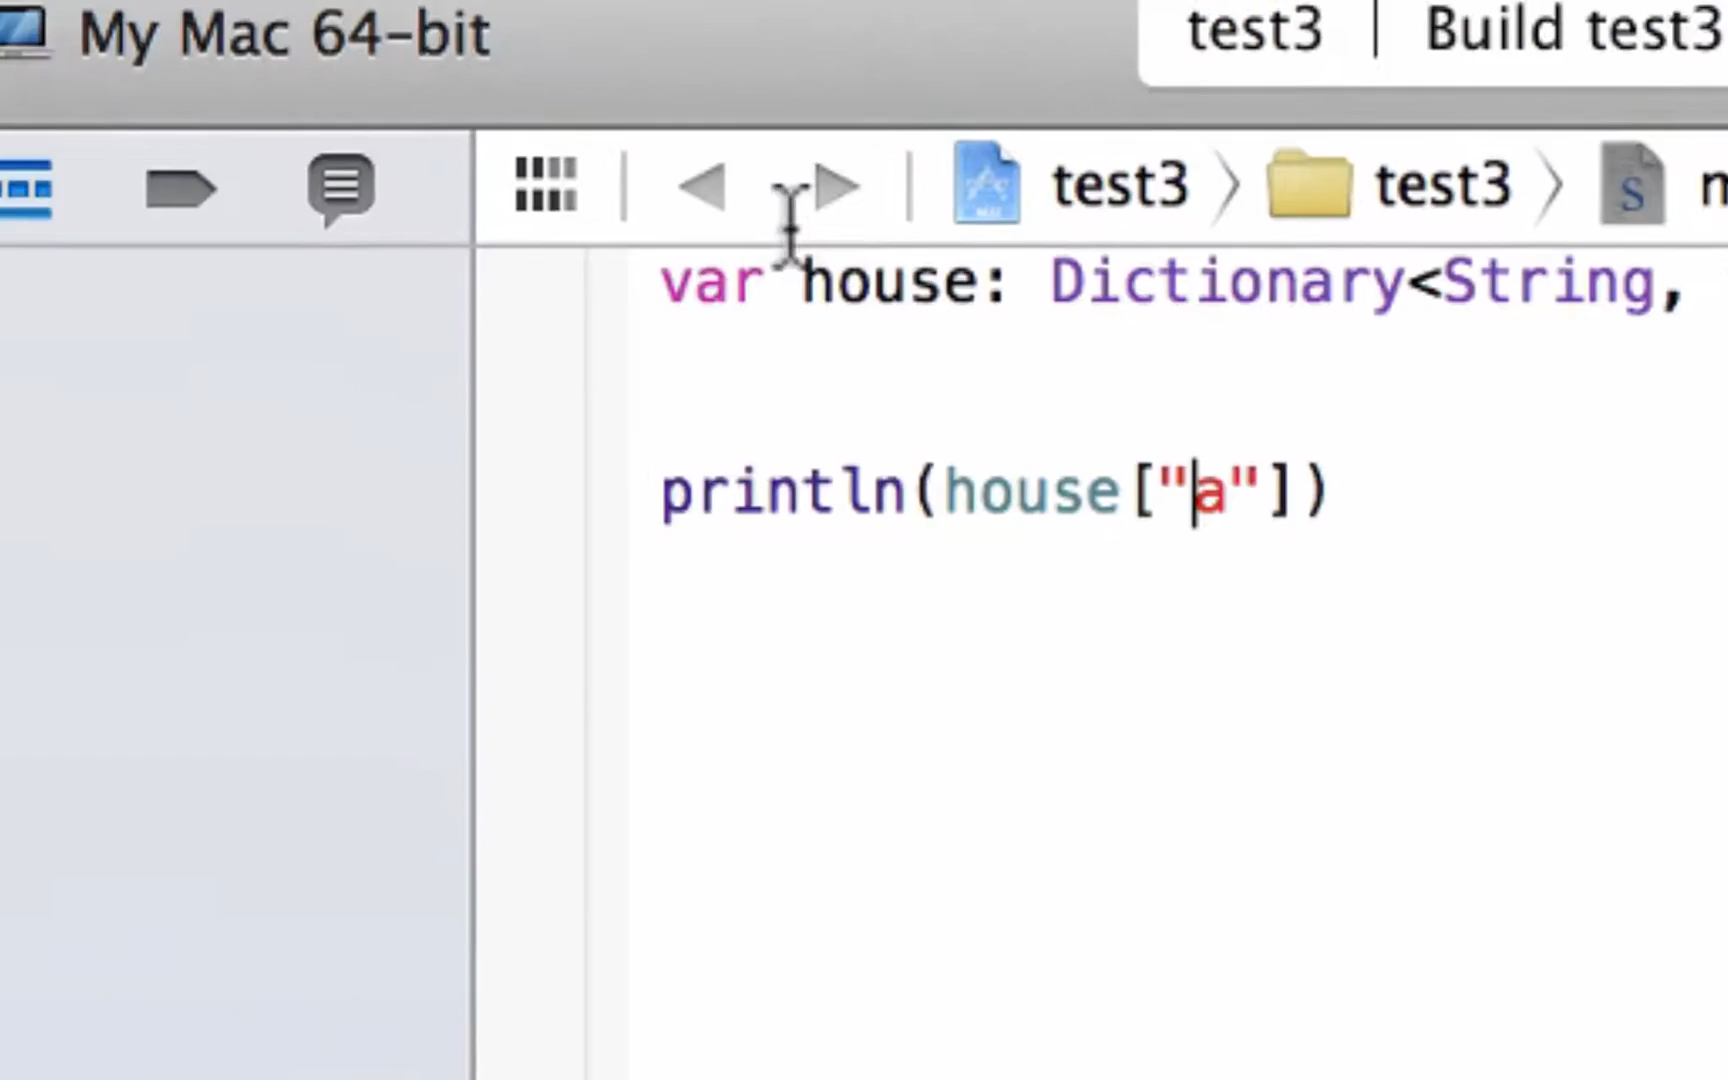 My Mac 64-bit
test3 | Build test3
test3 > test3 >
var house: Dictionary<String,
println(house["a"])